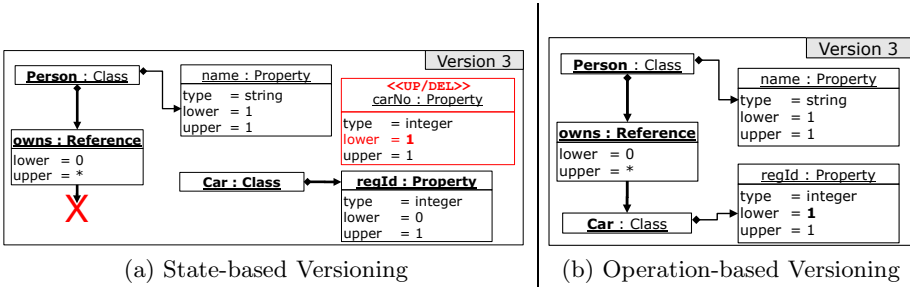 Version 3
Person : Class
name : Property
type = string
lower = 1
upper = 1
<<UP/DEL>>
carNo : Property
type = integer
lower = 1
upper = 1
owns : Reference
lower = 0
upper = *
X
Car : Class
regId : Property
type = integer
lower = 0
upper = 1
(a) State-based Versioning
Version 3
Person : Class
name : Property
type = string
lower = 1
upper = 1
owns : Reference
lower = 0
upper = *
regId : Property
type = integer
lower = 1
upper = 1
Car : Class
(b) Operation-based Versioning